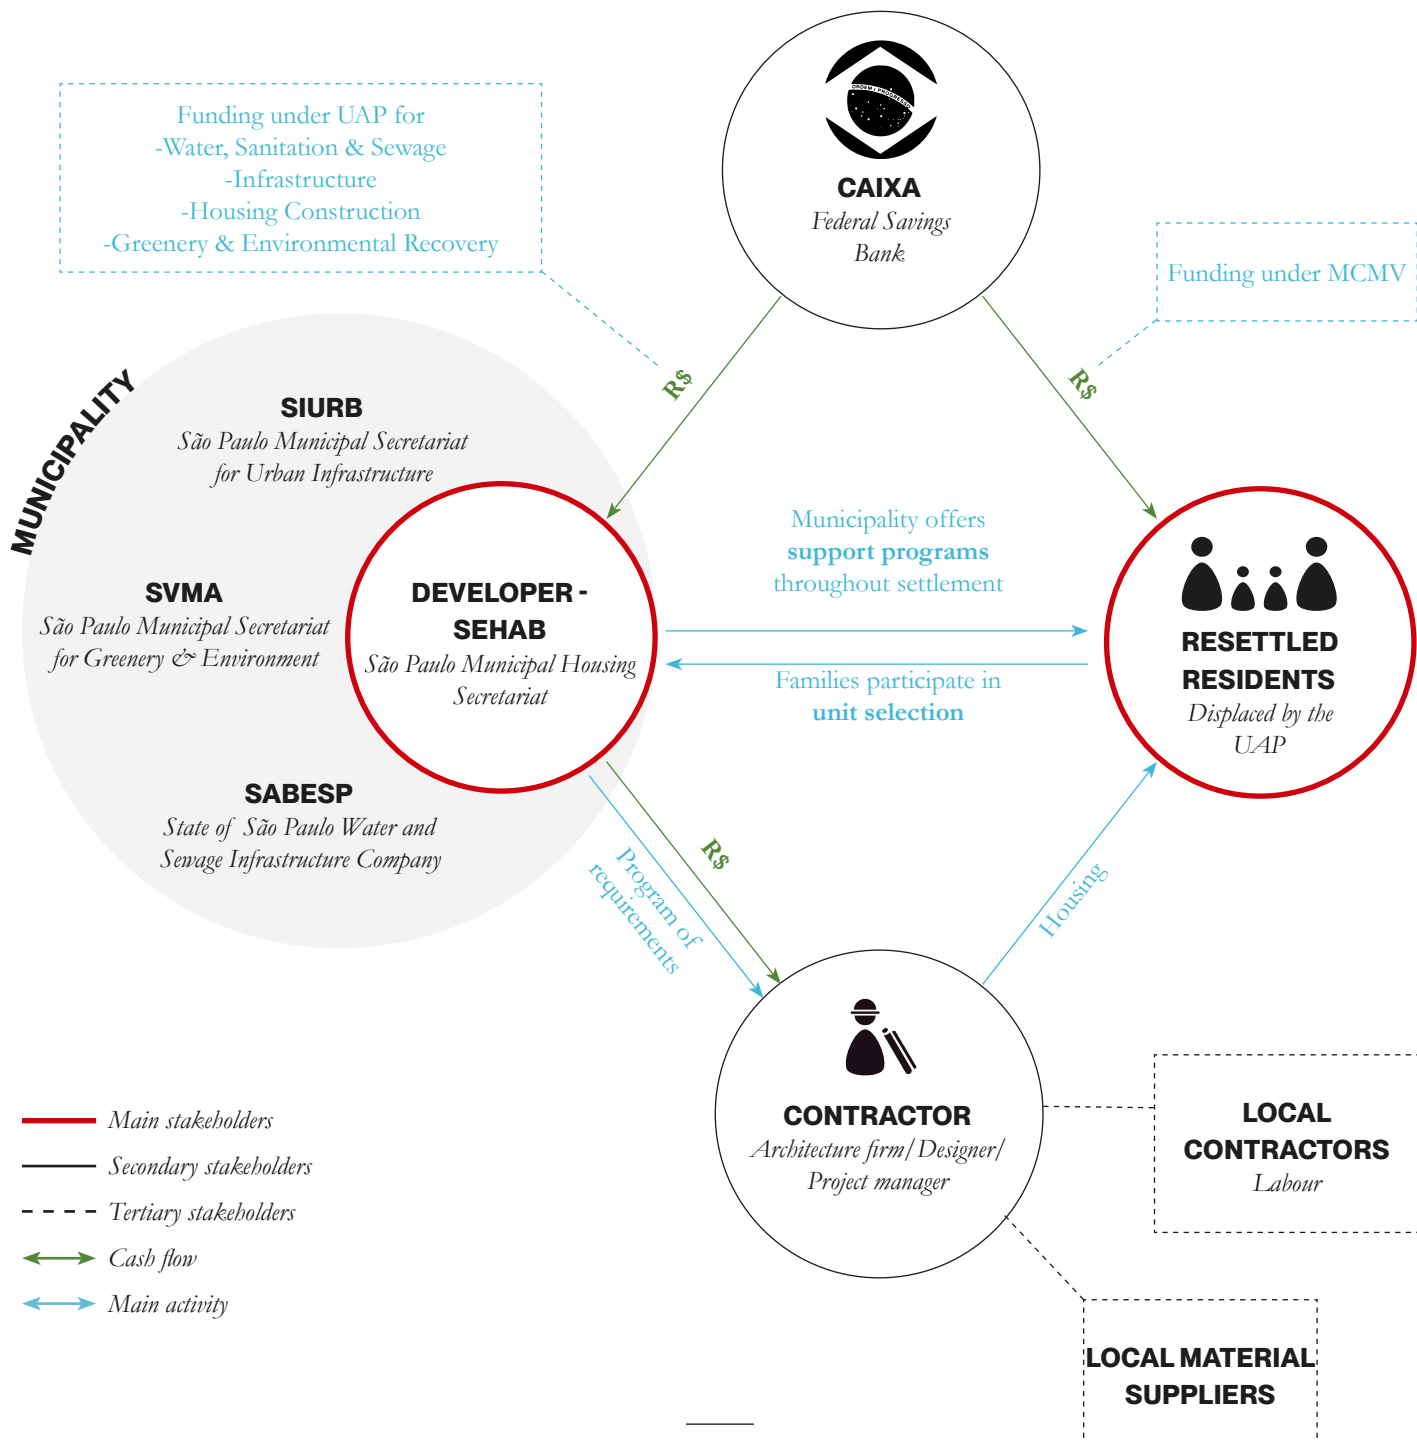 Funding under UAP for
-Water, Sanitation & Sewage
-Infrastructure
-Housing Construction
-Greenery & Environmental Recovery
ORDEM E PROGRESSO
CAIXA
Federal Savings
Bank
Funding under MCMV
R$
R$
MUNICIPALITY
SIURB
São Paulo Municipal Secretariat
for Urban Infrastructure
SVMA
São Paulo Municipal Secretariat
for Greenery & Environment
SABESP
State of São Paulo Water and
Sewage Infrastructure Company
DEVELOPER -
SEHAB
São Paulo Municipal Housing
Secretariat
Municipality offers
support programs
throughout settlement
Families participate in
unit selection
RESETTLED
RESIDENTS
Displaced by the
UAP
R$
Program of
requirements
Housing
CONTRACTOR
Architecture firm/Designer/
Project manager
LOCAL
CONTRACTORS
Labour
LOCAL MATERIAL
SUPPLIERS
Main stakeholders
Secondary stakeholders
Tertiary stakeholders
Cash flow
Main activity